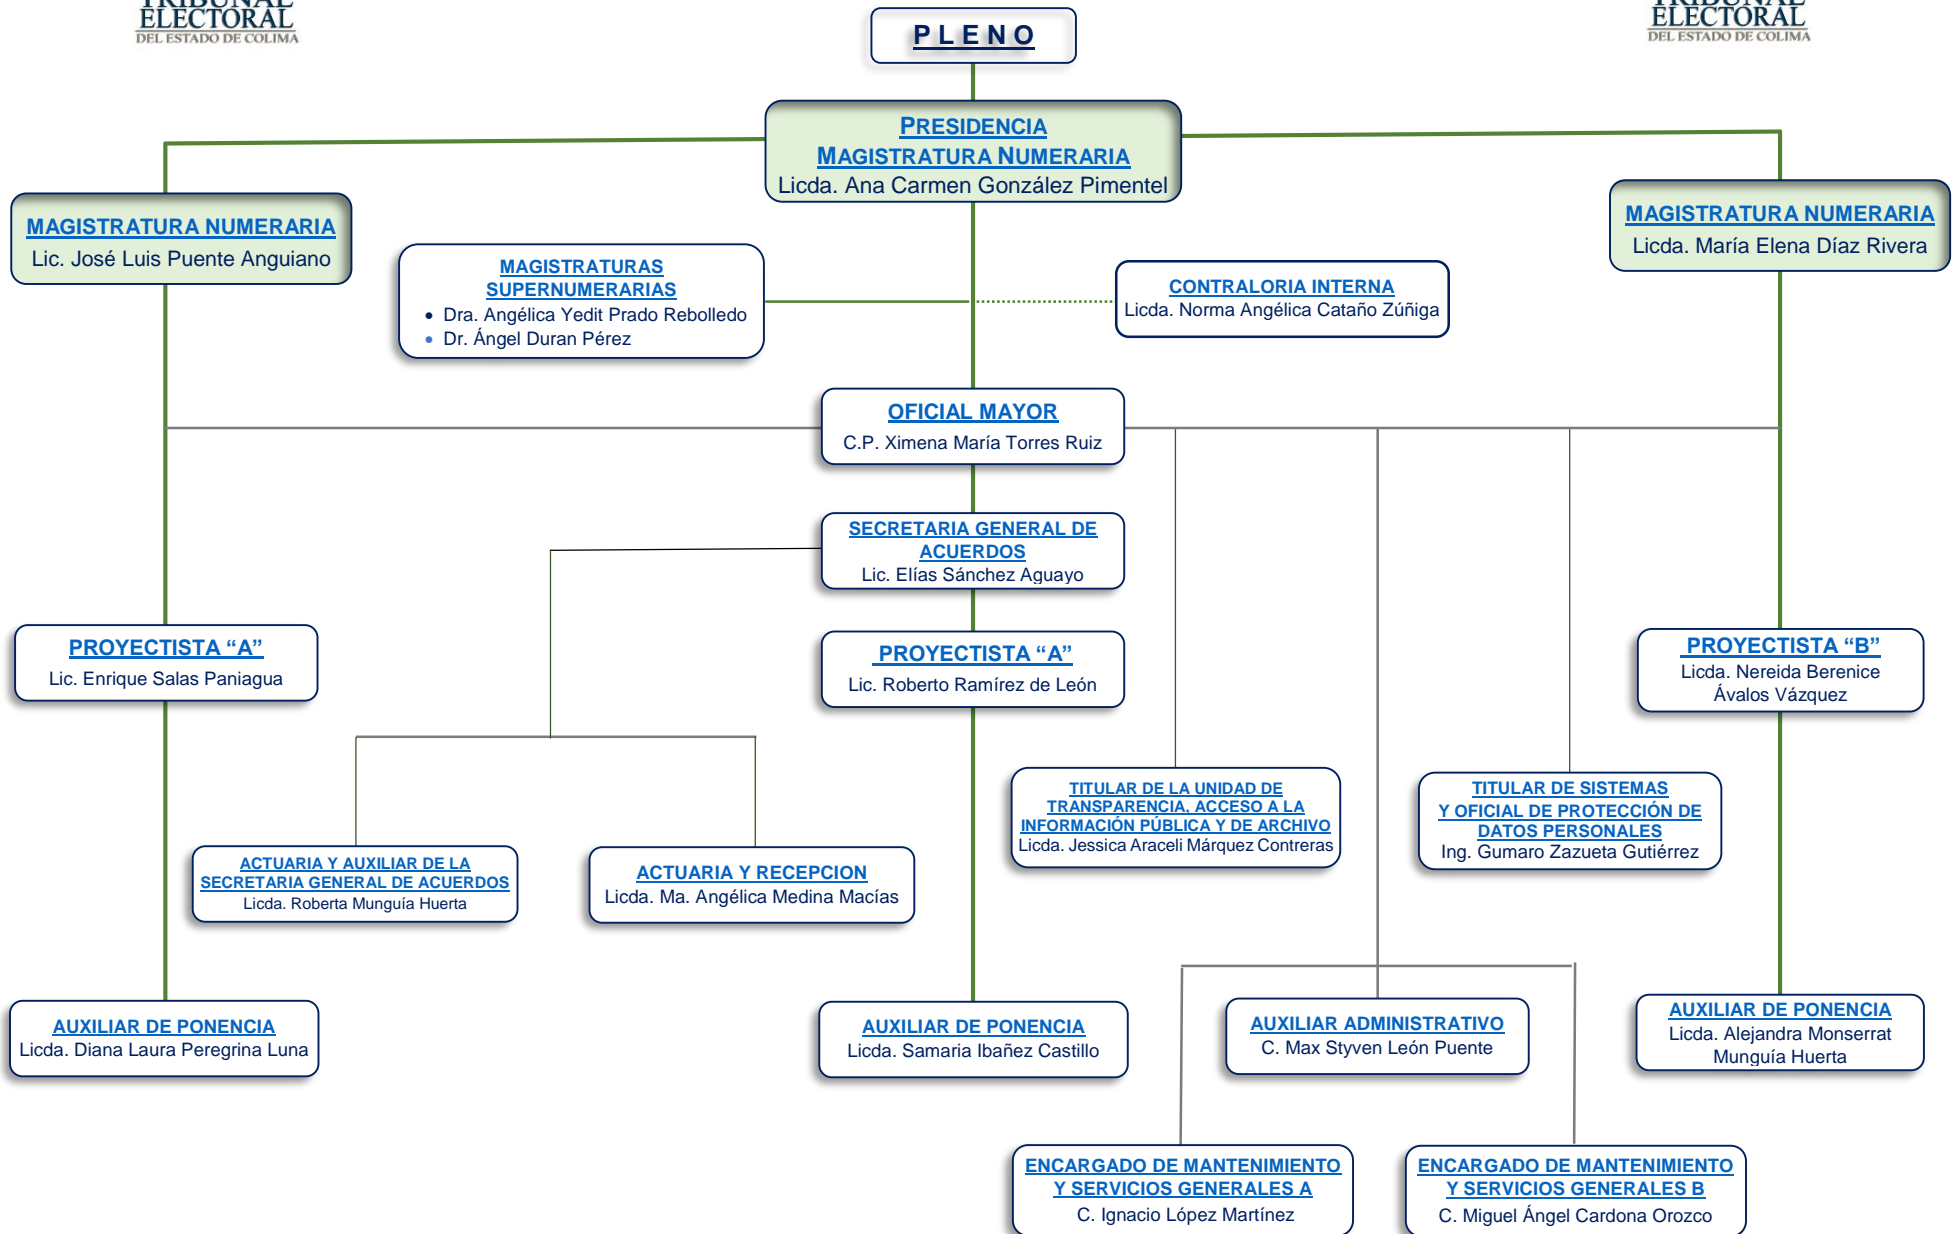 TRIBUNAL
ELECTORAL
DEL ESTADO DE COLIMA
TRIBUNAL
ELECTORAL
DEL ESTADO DE COLIMA
P L E N O
PRESIDENCIA
MAGISTRATURA NUMERARIA
Licda. Ana Carmen González Pimentel
MAGISTRATURA NUMERARIA
Lic. José Luis Puente Anguiano
MAGISTRATURA NUMERARIA
Licda. María Elena Díaz Rivera
MAGISTRATURAS
SUPERNUMERARIAS
• Dra. Angélica Yedit Prado Rebolledo
• Dr. Ángel Duran Pérez
CONTRALORIA INTERNA
Licda. Norma Angélica Cataño Zúñiga
OFICIAL MAYOR
C.P. Ximena María Torres Ruiz
SECRETARIA GENERAL DE
ACUERDOS
Lic. Elías Sánchez Aguayo
PROYECTISTA “A”
Lic. Enrique Salas Paniagua
PROYECTISTA “A”
Lic. Roberto Ramírez de León
PROYECTISTA “B”
Licda. Nereida Berenice
Ávalos Vázquez
TITULAR DE LA UNIDAD DE
TRANSPARENCIA, ACCESO A LA
INFORMACIÓN PÚBLICA Y DE ARCHIVO
Licda. Jessica Araceli Márquez Contreras
TITULAR DE SISTEMAS
Y OFICIAL DE PROTECCIÓN DE
DATOS PERSONALES
Ing. Gumaro Zazueta Gutiérrez
ACTUARIA Y AUXILIAR DE LA
SECRETARIA GENERAL DE ACUERDOS
Licda. Roberta Munguía Huerta
ACTUARIA Y RECEPCION
Licda. Ma. Angélica Medina Macías
AUXILIAR DE PONENCIA
Licda. Diana Laura Peregrina Luna
AUXILIAR DE PONENCIA
Licda. Samaria Ibañez Castillo
AUXILIAR ADMINISTRATIVO
C. Max Styven León Puente
AUXILIAR DE PONENCIA
Licda. Alejandra Monserrat
Munguía Huerta
ENCARGADO DE MANTENIMIENTO
Y SERVICIOS GENERALES A
C. Ignacio López Martínez
ENCARGADO DE MANTENIMIENTO
Y SERVICIOS GENERALES B
C. Miguel Ángel Cardona Orozco